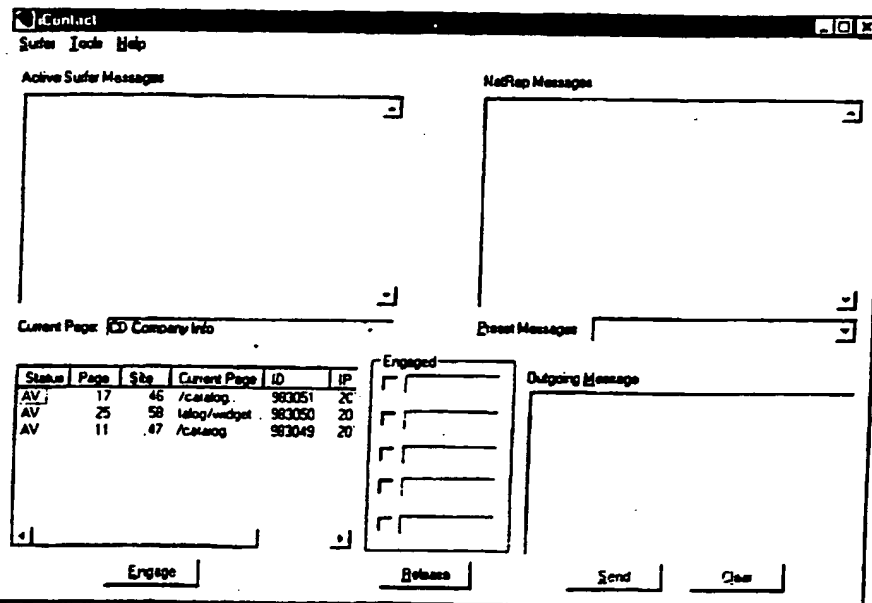 iContact
Surfer Tools Help
Active Surfer Messages
NetRep Messages
Current Page: CD Company Info
Preset Messages
Status Page Site Current Page ID IP
AV 17 46 /catalog.. 983051 20
AV 25 58 talog/widget 983050 20
AV 11 47 /catalog 983049 20
Engaged
Outgoing Message
Engage
Release
Send
Clear